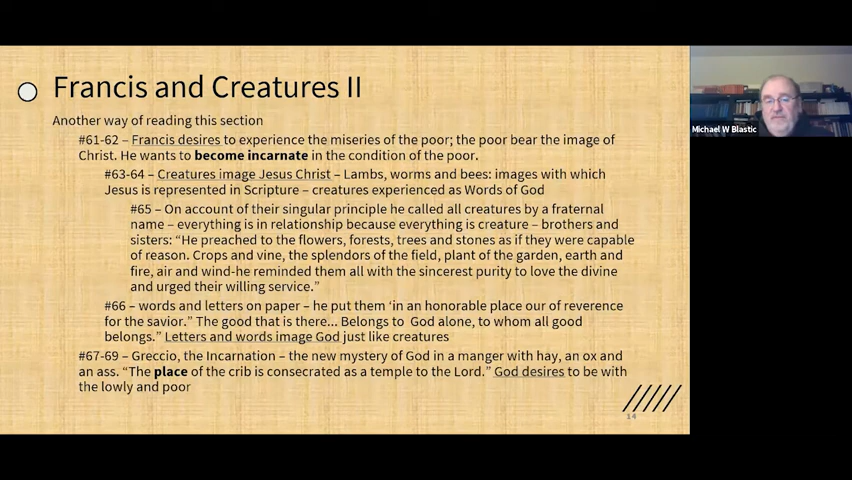 Francis and Creatures II
Another way of reading this section
#61-62 – Francis desires to experience the miseries of the poor; the poor bear the image of
Christ. He wants to become incarnate in the condition of the poor.
#63-64 – Creatures image Jesus Christ – Lambs, worms and bees: images with which
Jesus is represented in Scripture – creatures experienced as Words of God
#65 – On account of their singular principle he called all creatures by a fraternal
name – everything is in relationship because everything is creature – brothers and
sisters: “He preached to the flowers, forests, trees and stones as if they were capable
of reason. Crops and vine, the splendors of the field, plant of the garden, earth and
fire, air and wind-he reminded them all with the sincerest purity to love the divine
and urged their willing service.”
#66 – words and letters on paper – he put them ‘in an honorable place our of reverence
for the savior.” The good that is there... Belongs to God alone, to whom all good
belongs.” Letters and words image God just like creatures
#67-69 – Greccio, the Incarnation – the new mystery of God in a manger with hay, an ox and
an ass. “The place of the crib is consecrated as a temple to the Lord.” God desires to be with
the lowly and poor
14
Michael W Blastic